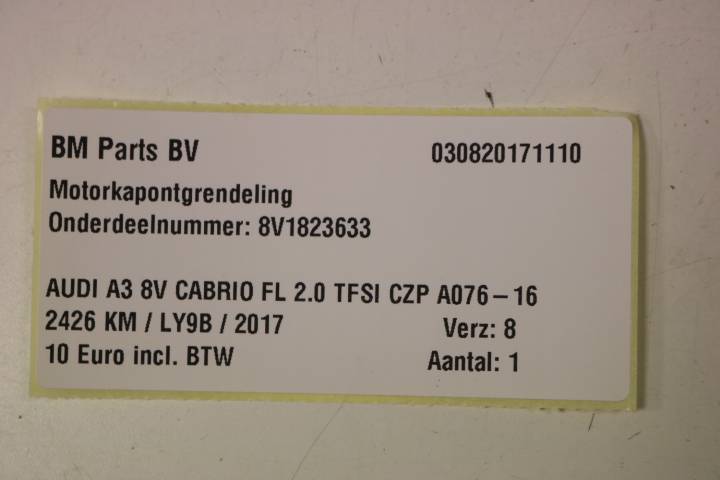 BM Parts BV 030820171110
Motorkapontgrendeling
Onderdeelnummer: 8V1823633
AUDI A3 8V CABRIO FL 2.0 TFSI CZP A076-16
2426 KM / LY9B / 2017 Verz: 8
10 Euro incl. BTW Aantal: 1